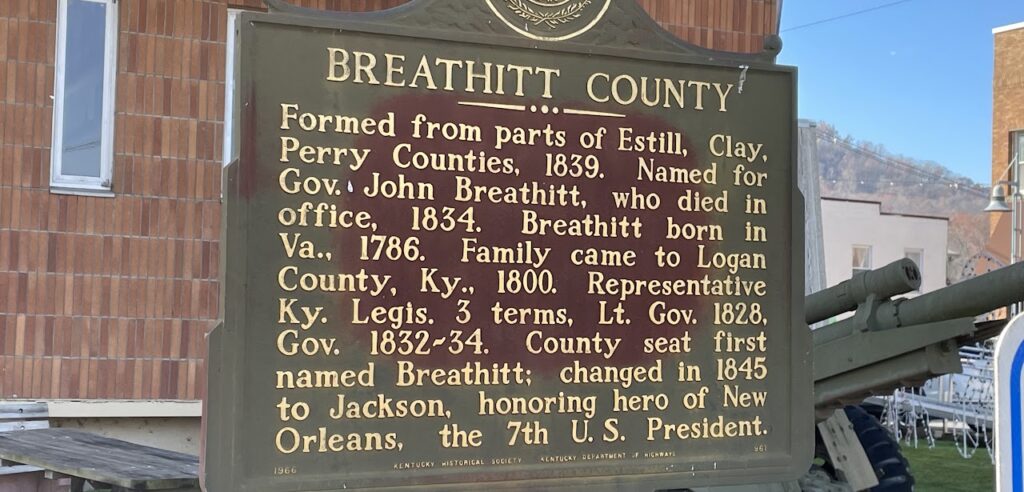 BREATHITT COUNTY
Formed from parts of Estill, Clay,
Perry Counties, 1839. Named for
Gov. John Breathitt, who died in
office, 1834. Breathitt born in
Va., 1786. Family came to Logan
County, Ky., 1800. Representative
Ky. Legis. 3 terms, Lt. Gov. 1828,
Gov. 1832-34. County seat first
named Breathitt; changed in 1845
to Jackson, honoring hero of New
Orleans, the 7th U.S. President.
1966 KENTUCKY HISTORICAL SOCIETY KENTUCKY DEPARTMENT OF HIGHWAYS 961